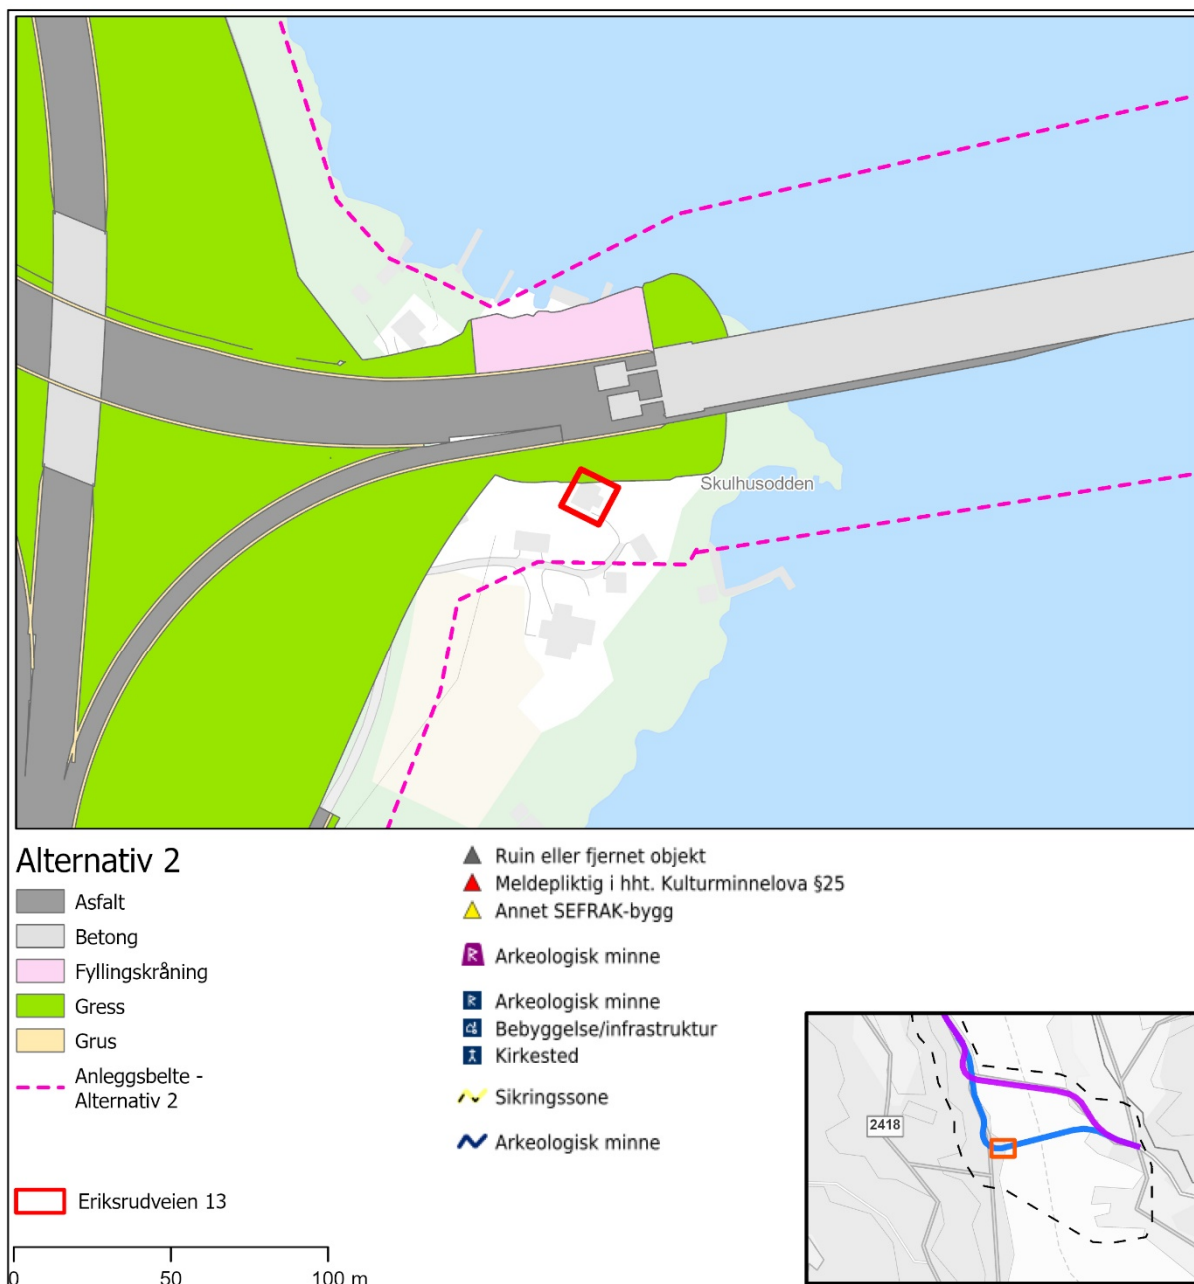 Skulhusodden
Alternativ 2
Asfalt
Betong
Fyllingskråning
Gress
Grus
Anleggsbelte -
Alternativ 2
Eriksrudveien 13
0 50 100 m
Ruin eller fjernet objekt
Meldepliktig i hht. Kulturminnelova §25
Annet SEFRAK-bygg
Arkeologisk minne
Arkeologisk minne
Bebyggelse/infrastruktur
Kirkested
Sikringssone
Arkeologisk minne
2418